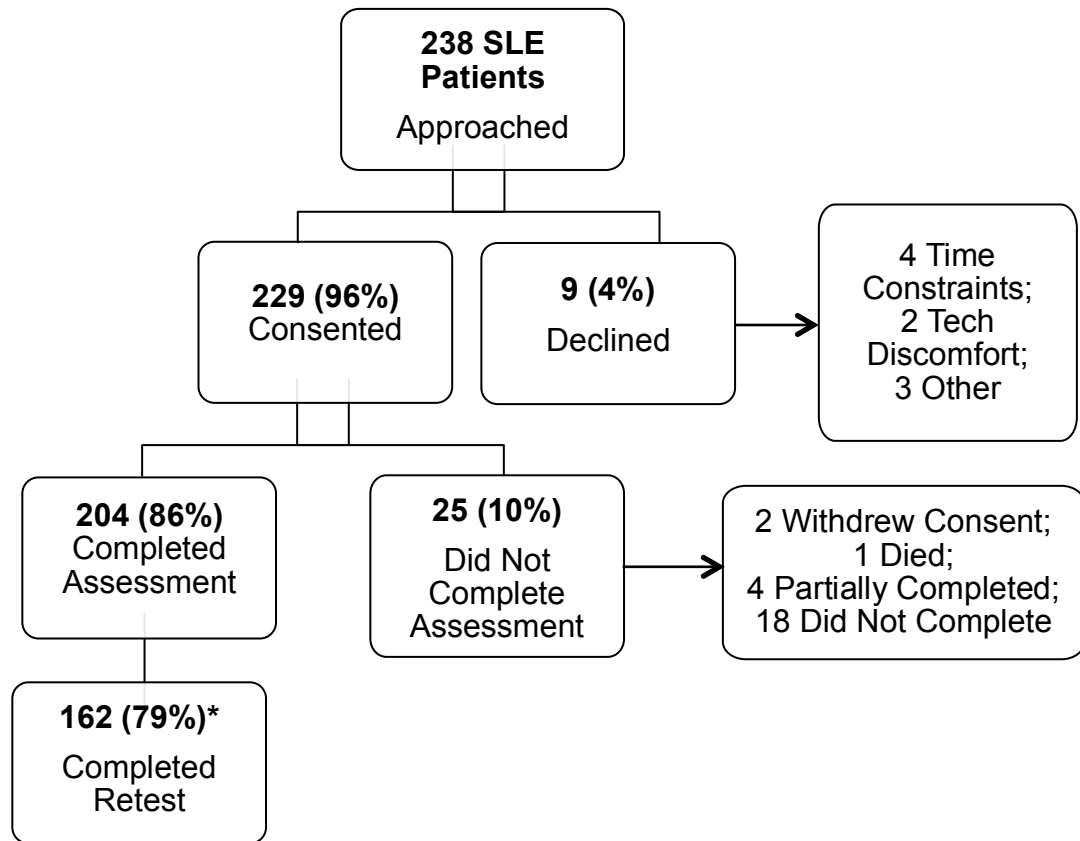 238 SLE
Patients
Approached
229 (96%)
Consented
9 (4%)
Declined
4 Time
Constraints;
2 Tech
Discomfort;
3 Other
204 (86%)
Completed
Assessment
25 (10%)
Did Not
Complete
Assessment
2 Withdrew Consent;
1 Died;
4 Partially Completed;
18 Did Not Complete
162 (79%)*
Completed
Retest